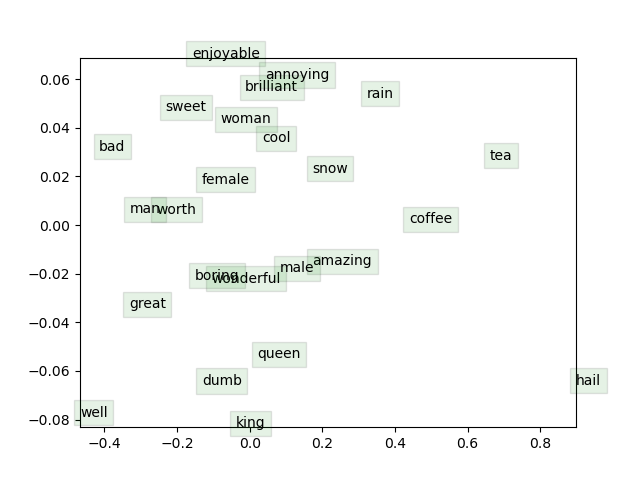 enjoyable
0.06
annoying
brilliant
rain
sweet
0.04
woman
cool
bad
tea
snow
0.02
female
man
worth
coffee
0.00
amazing
male
−0.02
boring
wonderful
great
−0.04
queen
−0.06
dumb
hail
well
−0.08
king
−0.4 −0.2 0.0 0.2 0.4 0.6 0.8